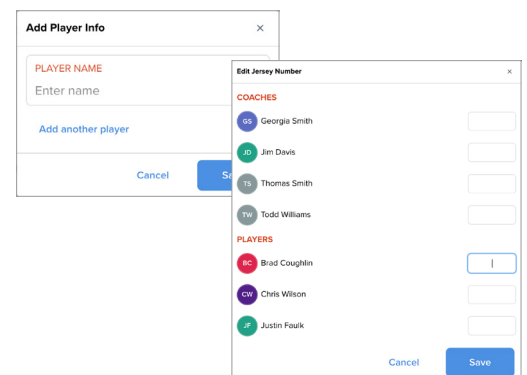 Add Player Info ×
PLAYER NAME
Enter name
Add another player
Cancel
Edit Jersey Number ×
COACHES
GS Georgia Smith
JD Jim Davis
TS Thomas Smith
TW Todd Williams
PLAYERS
BC Brad Coughlin
CW Chris Wilson
JF Justin Faulk
Cancel Save